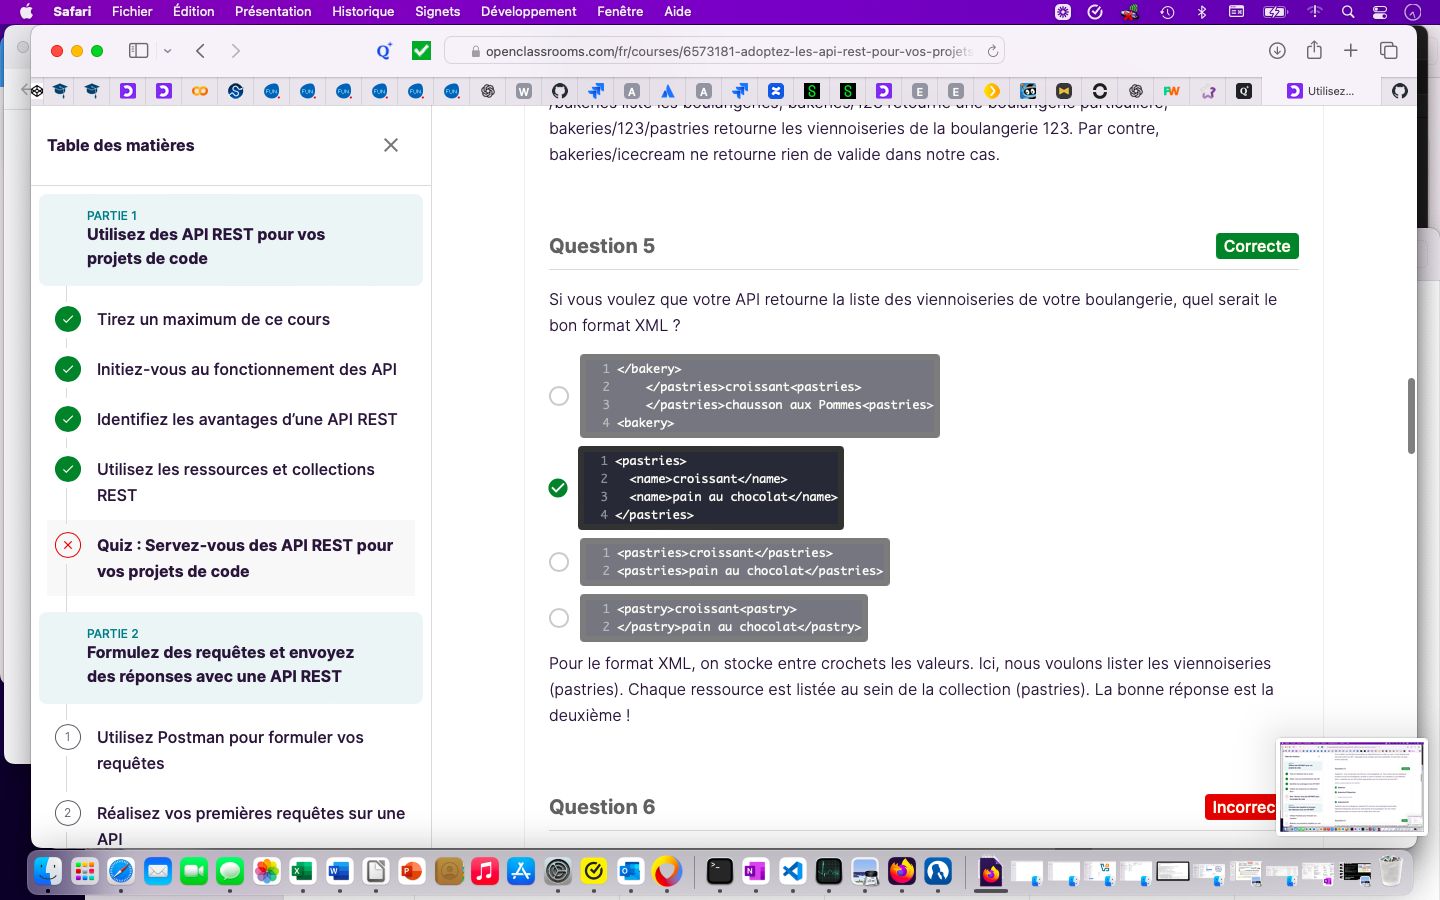 Safari Fichier Édition Présentation Historique Signets Développement Fenêtre Aide
openclassrooms.com/fr/courses/6573181-adoptez-les-api-rest-pour-vos-projets
Utilisez...
Table des matières
PARTIE 1
Utilisez des API REST pour vos
projets de code
Tirez un maximum de ce cours
Initiez-vous au fonctionnement des API
Identifiez les avantages d’une API REST
Utilisez les ressources et collections
REST
Quiz : Servez-vous des API REST pour
vos projets de code
PARTIE 2
Formulez des requêtes et envoyez
des réponses avec une API REST
1 Utilisez Postman pour formuler vos
requêtes
2 Réalisez vos premières requêtes sur une
API
/bakeries liste les boulangeries, bakeries/123 retourne une boulangerie particulière,
bakeries/123/pastries retourne les viennoiseries de la boulangerie 123. Par contre,
bakeries/icecream ne retourne rien de valide dans notre cas.
Question 5
Correcte
Si vous voulez que votre API retourne la liste des viennoiseries de votre boulangerie, quel serait le
bon format XML ?
1 </bakery>
2 </pastries>croissant<pastries>
3 </pastries>chausson aux Pommes<pastries>
4 <bakery>
1 <pastries>
2 <name>croissant</name>
3 <name>pain au chocolat</name>
4 </pastries>
1 <pastries>croissant</pastries>
2 <pastries>pain au chocolat</pastries>
1 <pastry>croissant<pastry>
2 </pastry>pain au chocolat</pastry>
Pour le format XML, on stocke entre crochets les valeurs. Ici, nous voulons lister les viennoiseries
(pastries). Chaque ressource est listée au sein de la collection (pastries). La bonne réponse est la
deuxième !
Question 6
Incorrec